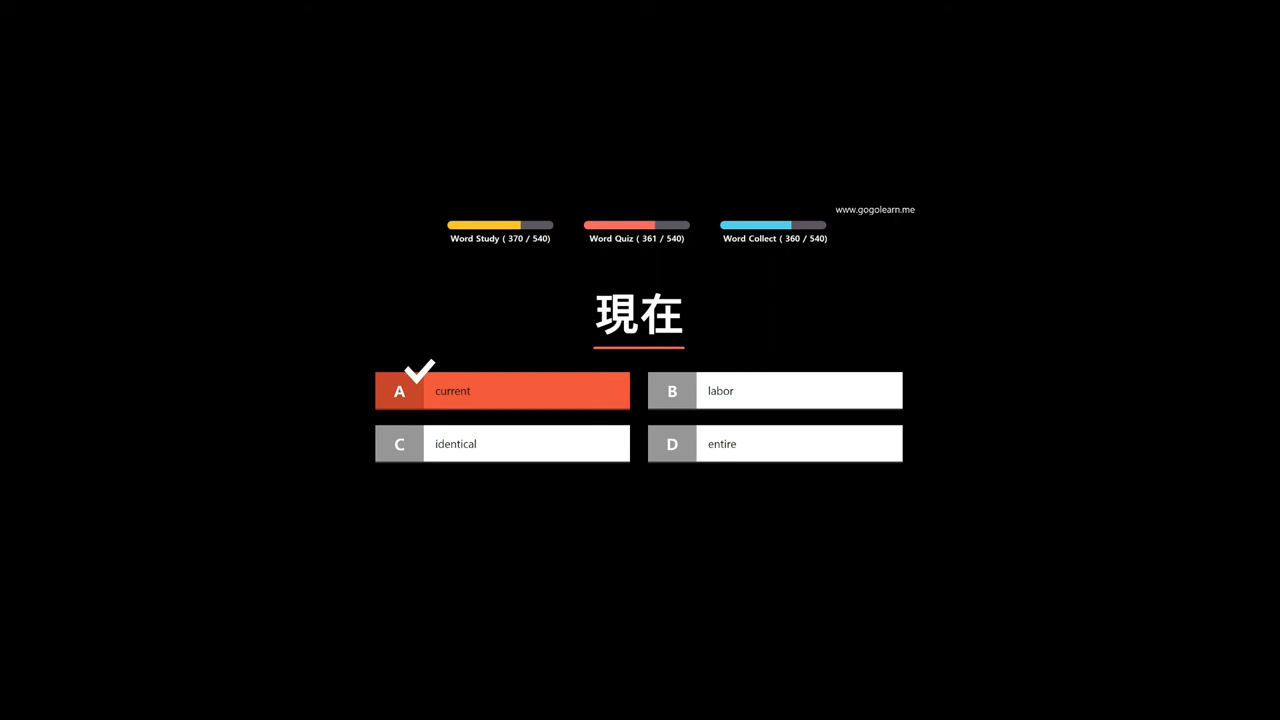 www.gogolearn.me
Word Study ( 370 / 540)
Word Quiz ( 361 / 540)
Word Collect ( 360 / 540)
現在
A current
B labor
C identical
D entire